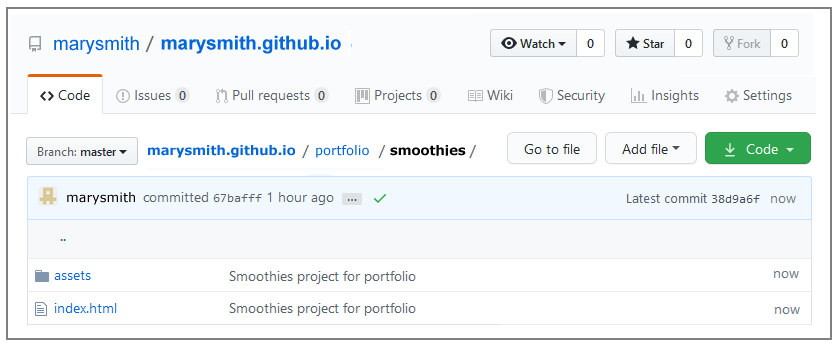 marysmith / marysmith.github.io Watch 0 Star 0 Fork 0
Code Issues 0 Pull requests 0 Projects 0 Wiki Security Insights Settings
Branch: master marysmith.github.io / portfolio / smoothies / Go to file Add file Code
marysmith committed 67bafff 1 hour ago ... Latest commit 38d9a6f now
..
assets Smoothies project for portfolio now
index.html Smoothies project for portfolio now